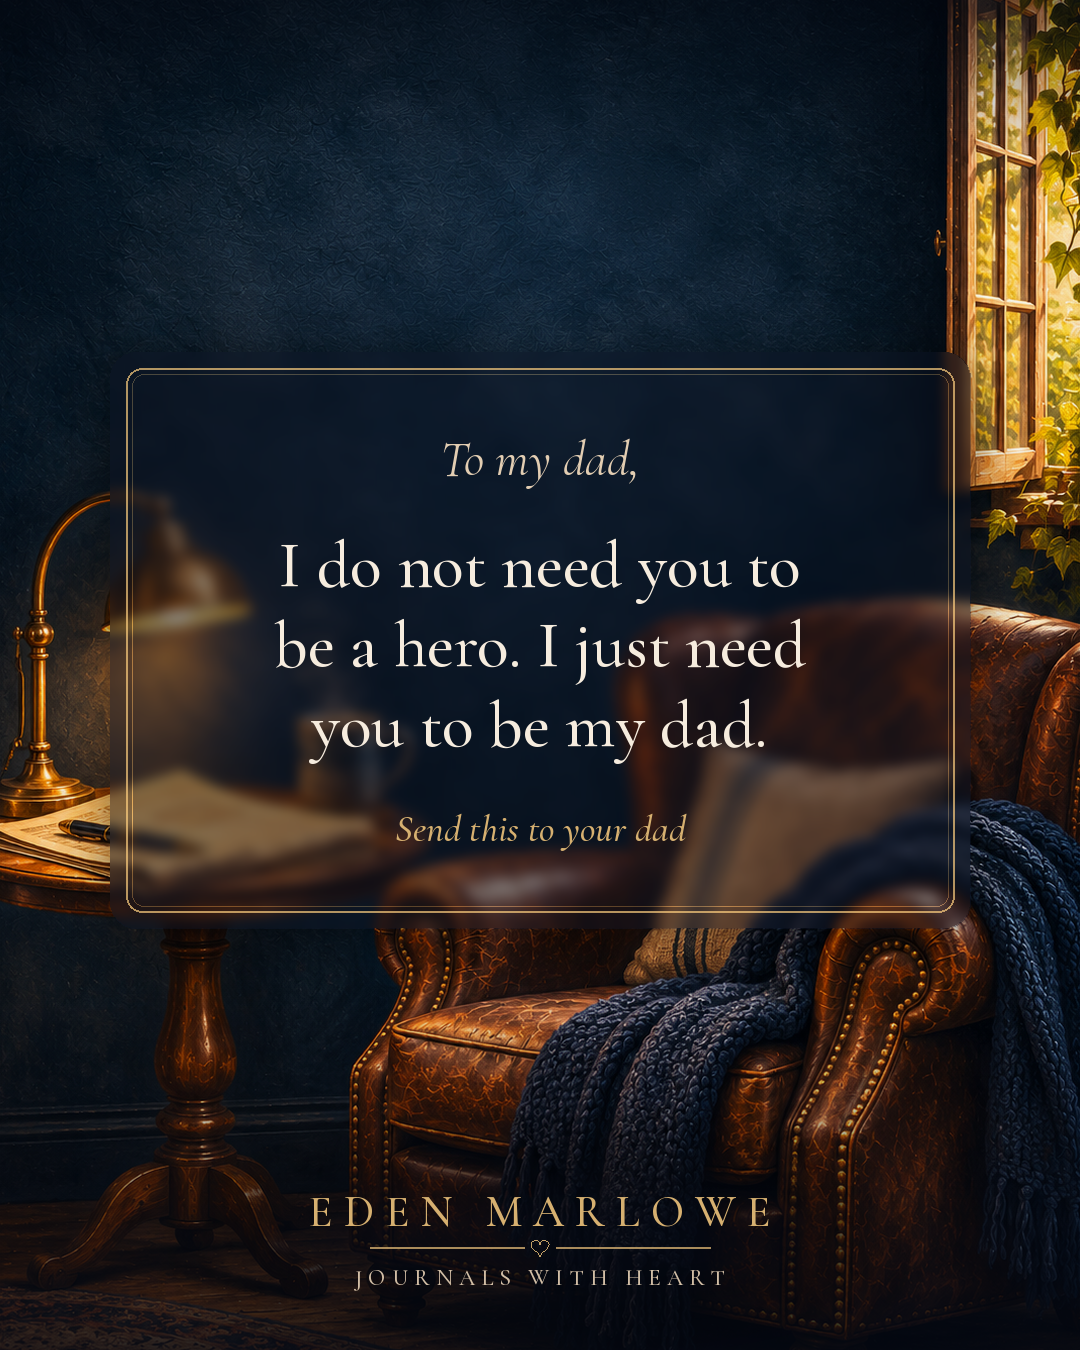 To my dad,
I do not need you to
be a hero. I just need
you to be my dad.
Send this to your dad
EDEN MARLOWE
JOURNALS WITH HEART